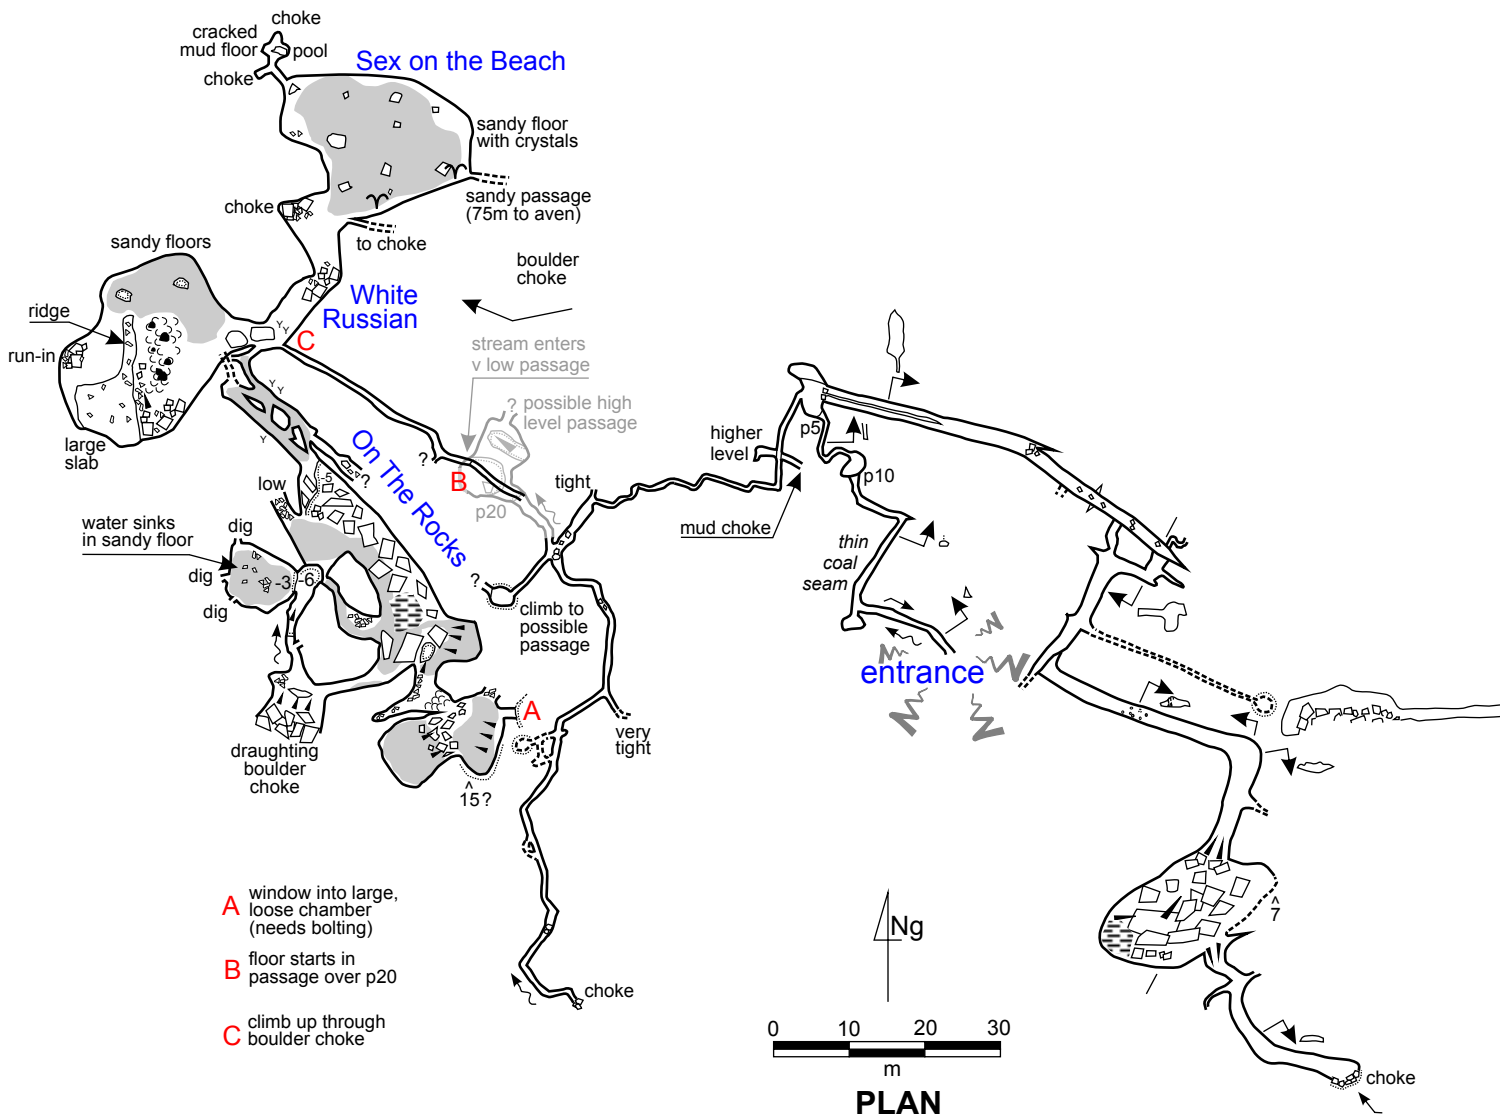 choke
cracked
mud floor
pool
choke
Sex on the Beach
sandy floor
with crystals
sandy passage
(75m to aven)
choke
to choke
sandy floors
boulder
choke
White
Russian
ridge
run-in
C
stream enters
v low passage
? possible high
level passage
large
slab
On The Rocks
?
?
B
p20
low
-5
tight
higher
level
p5
p10
mud choke
water sinks
in sandy floor
dig
dig
dig
-3
-6
?
climb to
possible
passage
thin
coal
seam
entrance
A
very
tight
draughting
boulder
choke
15?
7
A window into large,
loose chamber
(needs bolting)
B floor starts in
passage over p20
C climb up through
boulder choke
choke
Ng
0 10 20 30
m
PLAN
choke